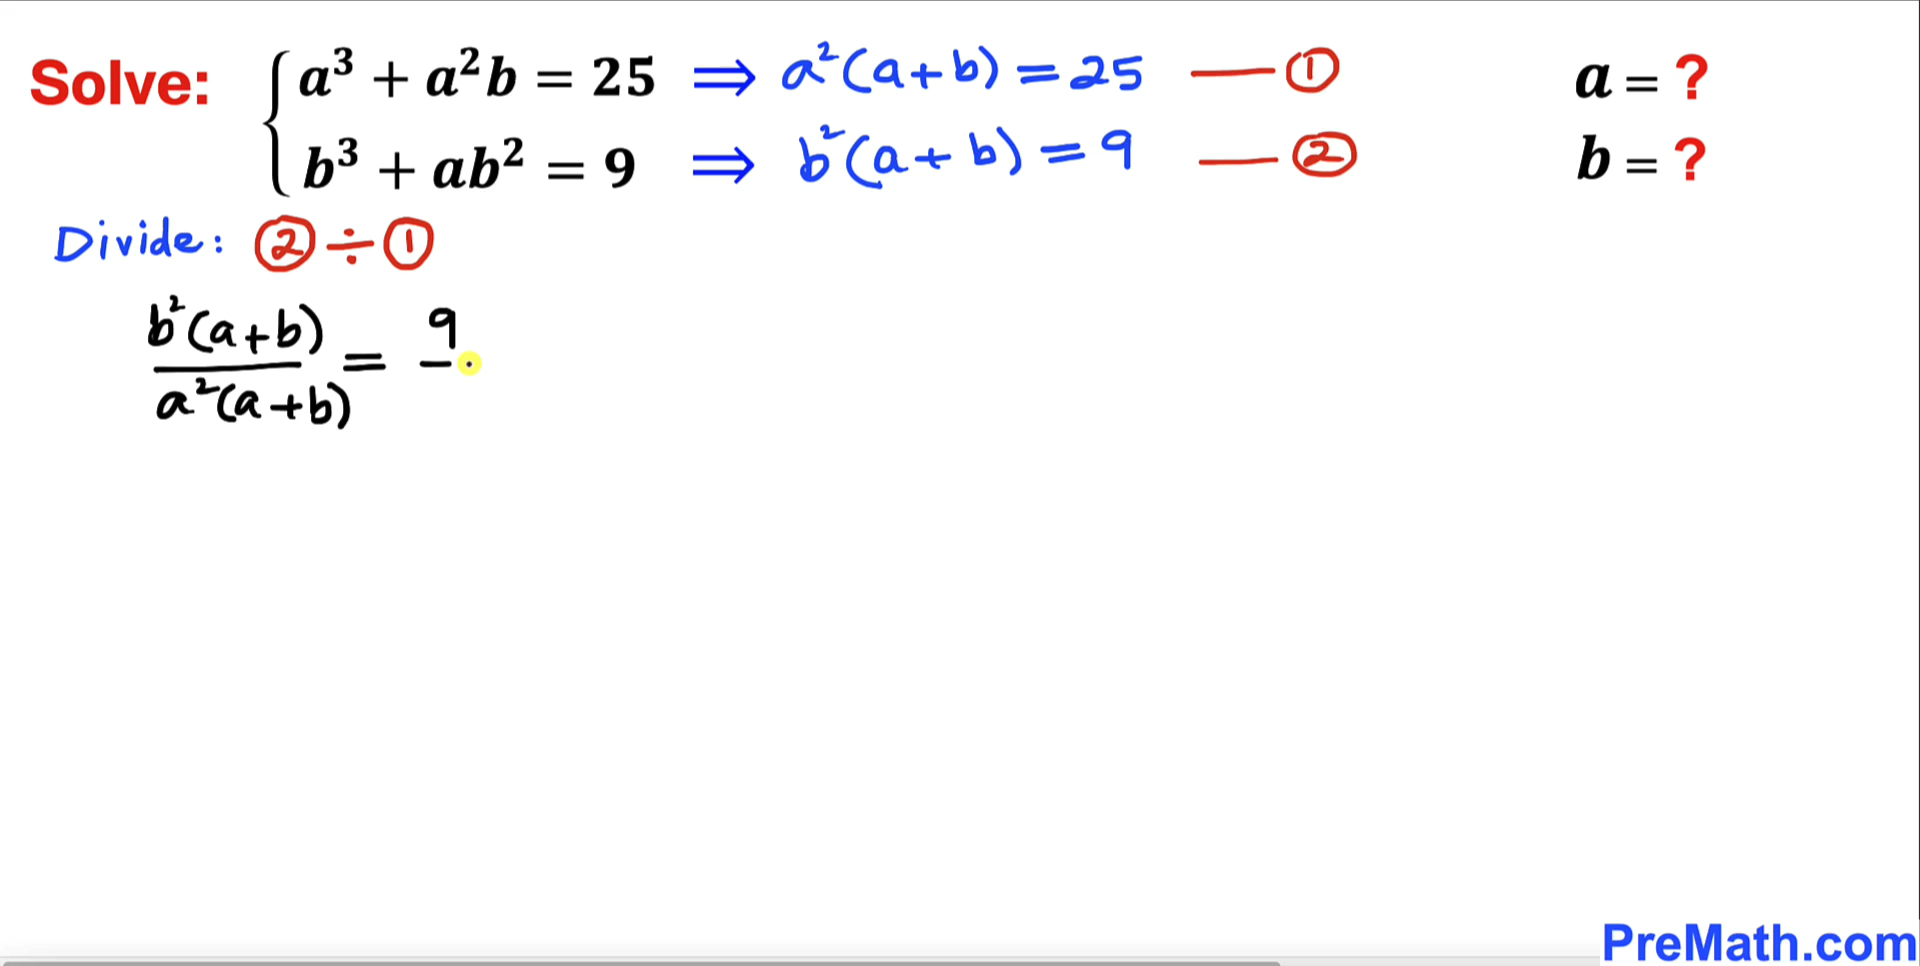 Solve: { a³ + a²b = 25 ⟹ a²(a+b) = 25 — ①
b³ + ab² = 9 ⟹ b²(a+b) = 9 — ②
a = ?
b = ?
Divide: ② ÷ ①
b²(a+b) / a²(a+b) = 9 /
PreMath.com